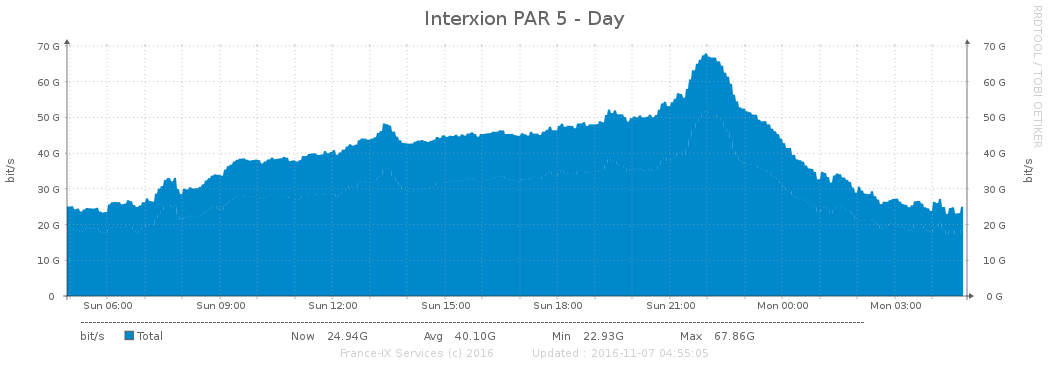 Interxion PAR 5 - Day
RRDTOOL / TOBI OETIKER
bit/s
bit/s
70 G 70 G
60 G 60 G
50 G 50 G
40 G 40 G
30 G 30 G
20 G 20 G
10 G 10 G
0 0 G
Sun 06:00 Sun 09:00 Sun 12:00 Sun 15:00 Sun 18:00 Sun 21:00 Mon 00:00 Mon 03:00
bit/s Total Now 24.94G Avg 40.10G Min 22.93G Max 67.86G
France-IX Services (c) 2016 Updated : 2016-11-07 04:55:05